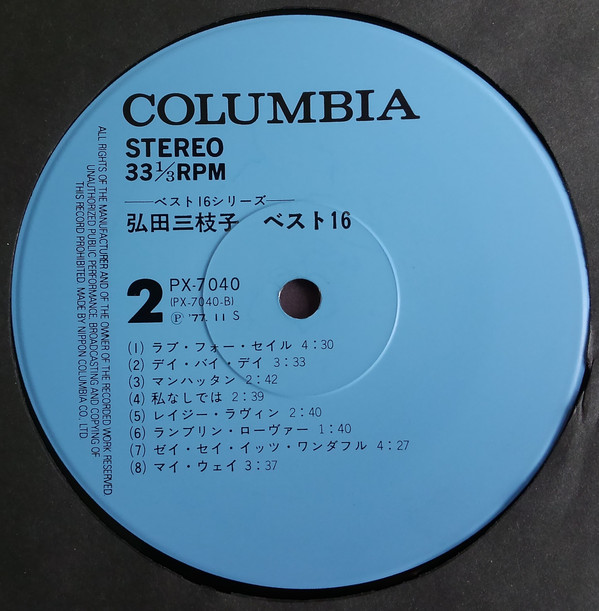 COLUMBIA
STEREO
33 1/3 RPM
──ベスト16シリーズ──
弘田三枝子 ベスト16
2
PX-7040
(PX-7040-B)
Ⓟ '77. 11 S
(1) ラブ・フォー・セイル 4:30
(2) デイ・バイ・デイ 3:33
(3) マンハッタン 2:42
(4) 私なしでは 2:39
(5) レイジー・ラヴィン 2:40
(6) ランブリン・ローヴァー 1:40
(7) ゼイ・セイ・イッツ・ワンダフル 4:27
(8) マイ・ウェイ 3:37
ALL RIGHTS OF THE MANUFACTURER AND OF THE OWNER OF THE RECORDED WORK RESERVED
UNAUTHORIZED PUBLIC PERFORMANCE, BROADCASTING AND COPYING OF
THIS RECORD PROHIBITED. MADE BY NIPPON COLUMBIA CO., LTD.